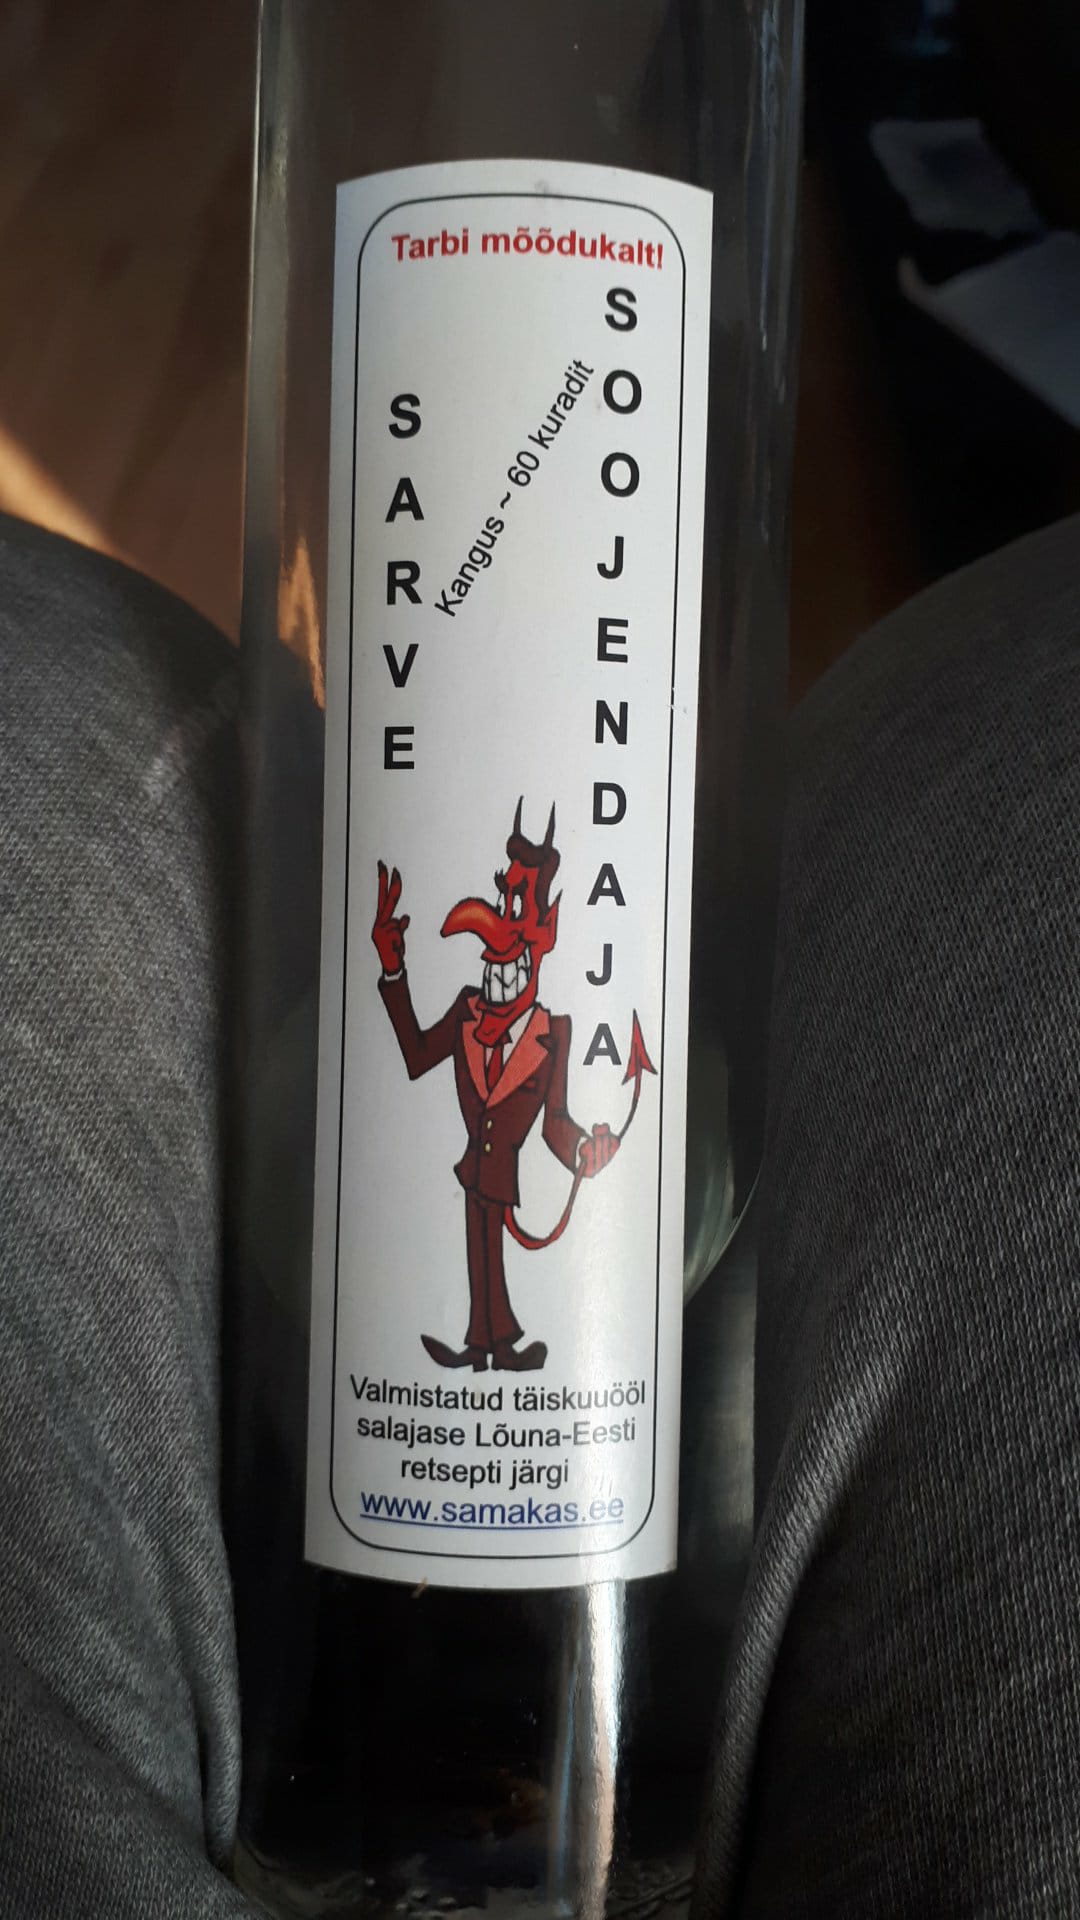 Tarbi mõõdukalt!
SARVE
Kangus ~ 60 kuradit
SOOJENDAJA
Valmistatud täiskuuööl
salajase Lõuna-Eesti
retsepti järgi
www.samakas.ee